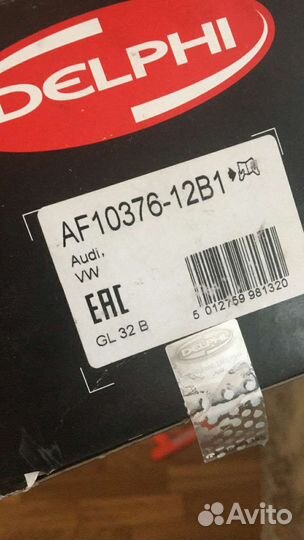 DELPHI
AF10376-12B1
Audi,
VW
EAC
GL 32 B
5 012759 981320
DELPHI
Avito